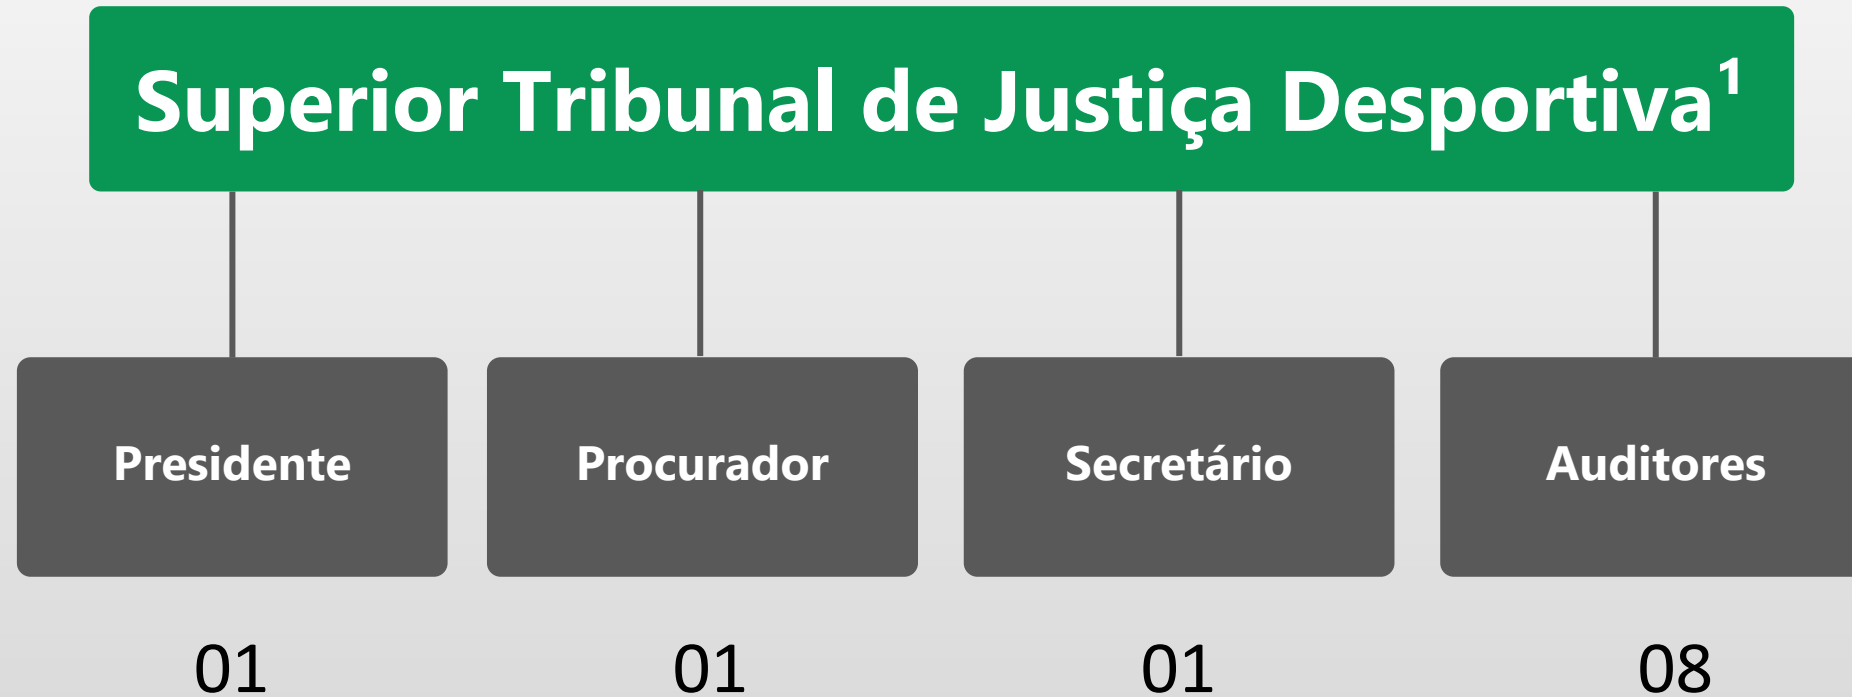 Superior Tribunal de Justiça Desportiva¹
Presidente
Procurador
Secretário
Auditores
01
01
01
08